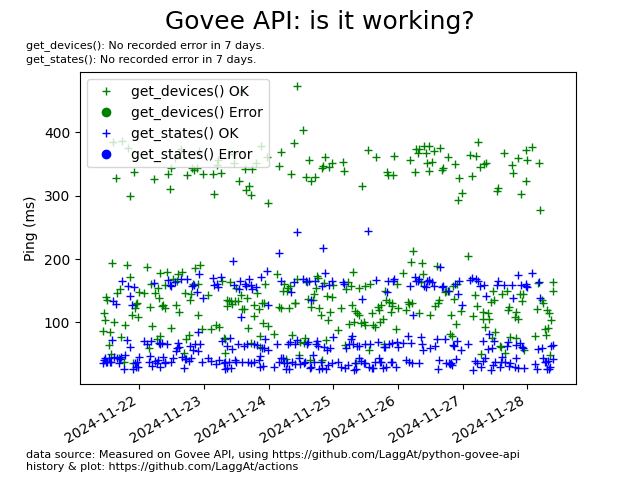 Govee API: is it working?
get_devices(): No recorded error in 7 days.
get_states(): No recorded error in 7 days.
get_devices() OK
get_devices() Error
get_states() OK
get_states() Error
Ping (ms)
400
300
200
100
2024-11-22
2024-11-23
2024-11-24
2024-11-25
2024-11-26
2024-11-27
2024-11-28
data source: Measured on Govee API, using https://github.com/LaggAt/python-govee-api
history & plot: https://github.com/LaggAt/actions